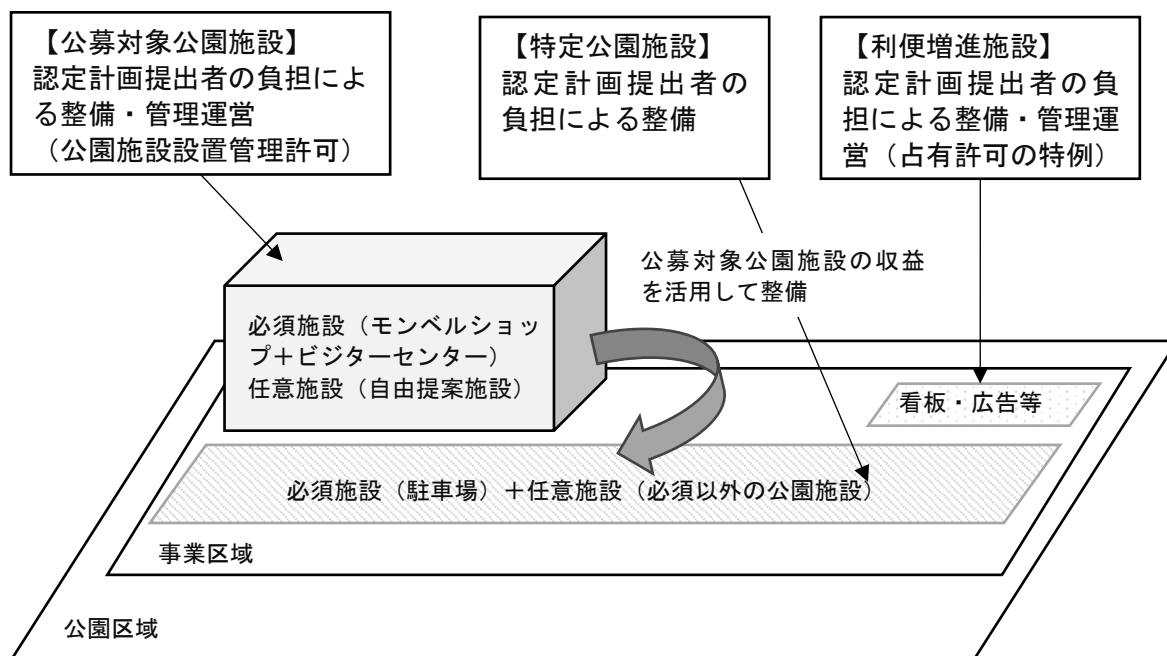 【公募対象公園施設】
認定計画提出者の負担によ
る整備・管理運営
（公園施設設置管理許可）
【特定公園施設】
認定計画提出者の
負担による整備
【利便増進施設】
認定計画提出者の負
担による整備・管理運
営（占有許可の特例）
公募対象公園施設の収益
を活用して整備
必須施設（モンベルショッ
プ＋ビジターセンター）
任意施設（自由提案施設）
看板・広告等
必須施設（駐車場）＋任意施設（必須以外の公園施設）
事業区域
公園区域